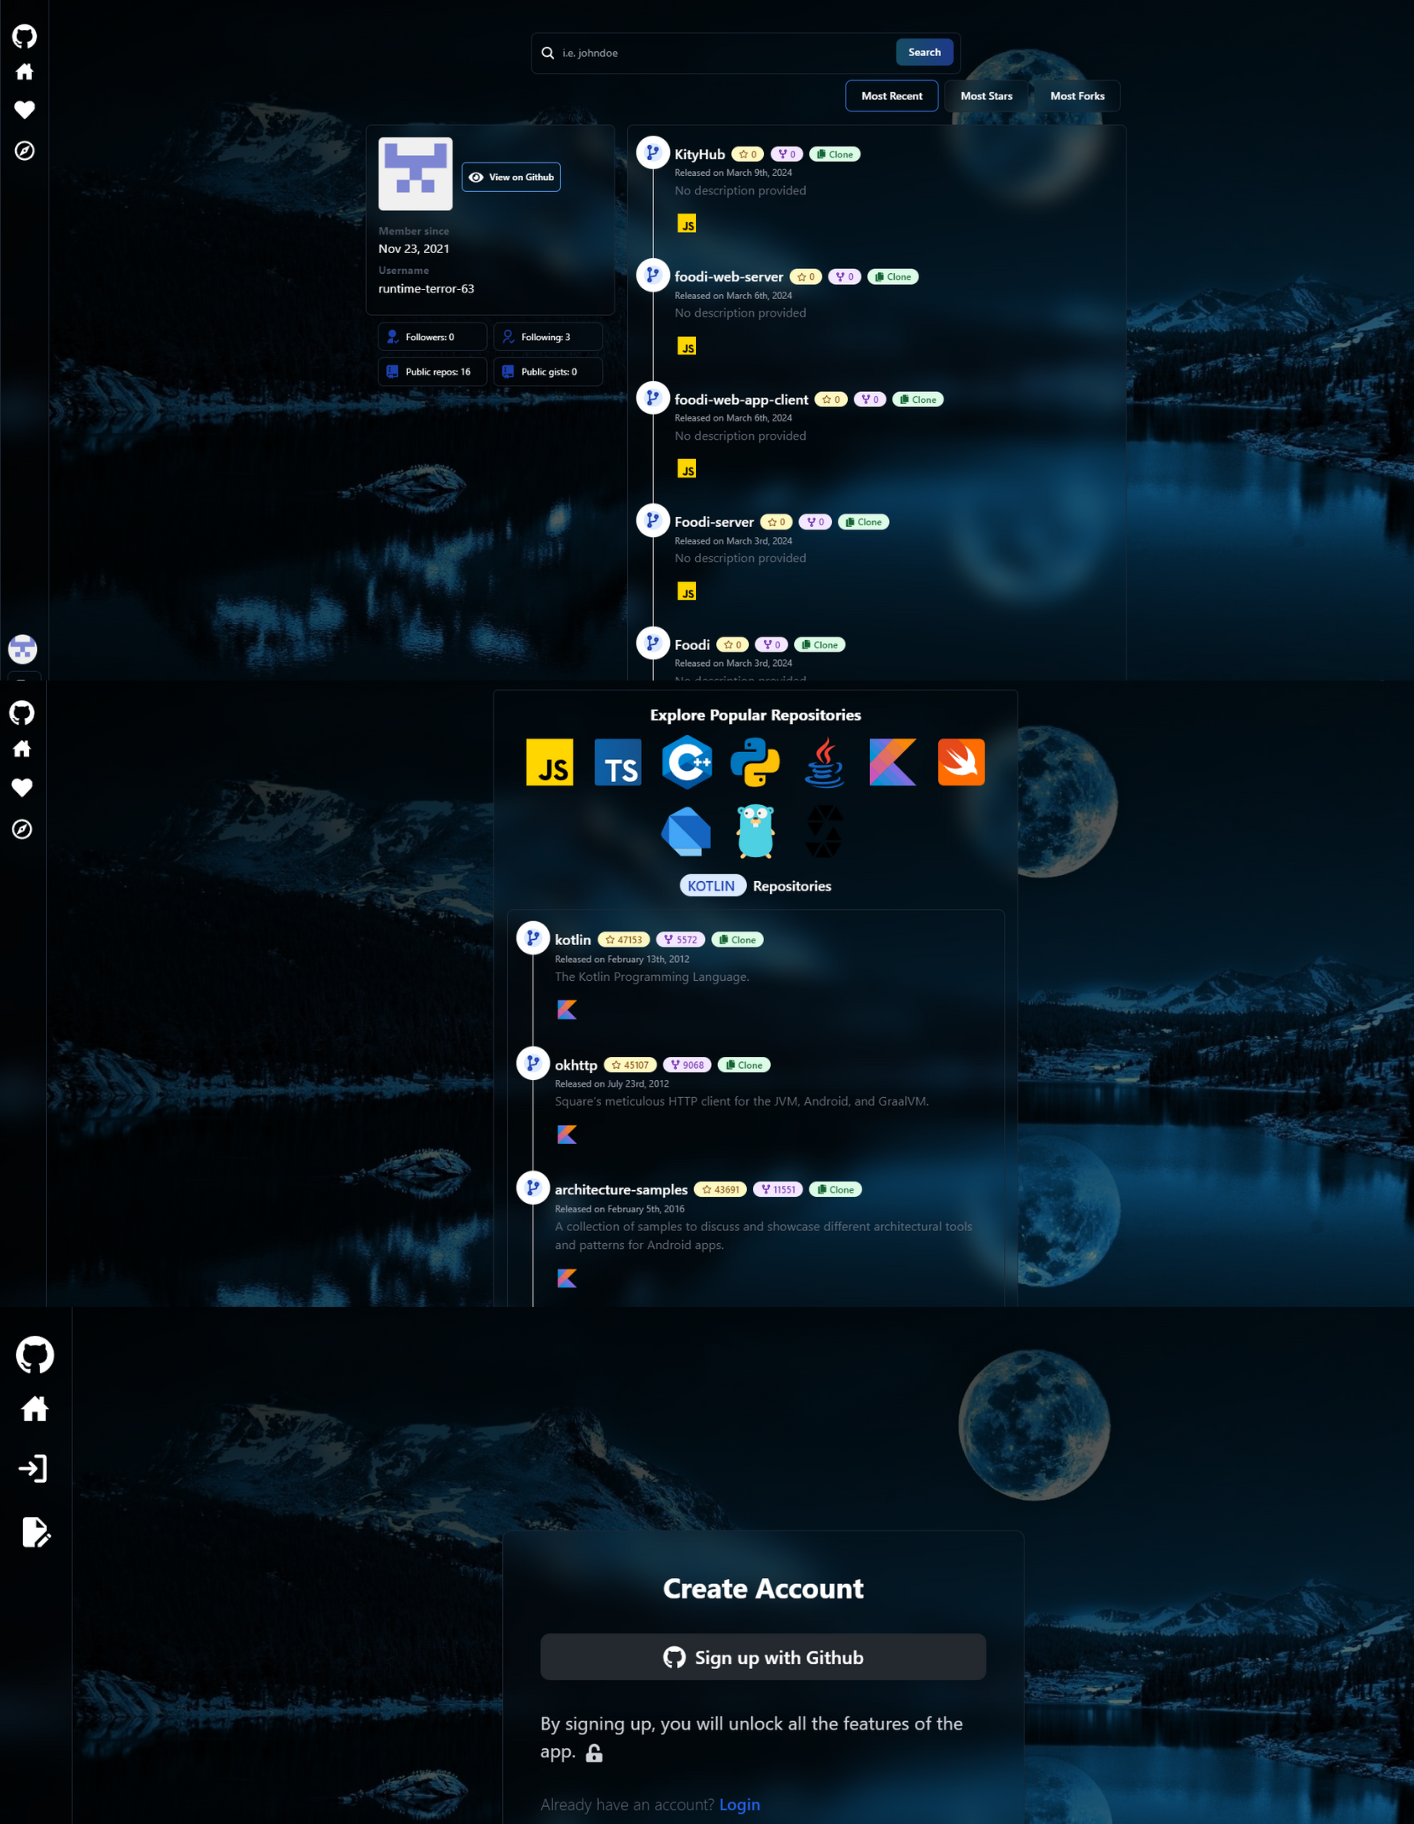 i.e. johndoe
Search
Most Recent
Most Stars
Most Forks
View on Github
Member since
Nov 23, 2021
Username
runtime-terror-63
Followers: 0
Following: 3
Public repos: 16
Public gists: 0
KityHub 0 0 Clone
Released on March 9th, 2024
No description provided
JS
foodi-web-server 0 0 Clone
Released on March 6th, 2024
No description provided
JS
foodi-web-app-client 0 0 Clone
Released on March 6th, 2024
No description provided
JS
Foodi-server 0 0 Clone
Released on March 3rd, 2024
No description provided
JS
Foodi 0 0 Clone
Released on March 3rd, 2024
No description provided
Explore Popular Repositories
JS TS C++
KOTLIN Repositories
kotlin 47153 5572 Clone
Released on February 13th, 2012
The Kotlin Programming Language.
okhttp 45107 9068 Clone
Released on July 23rd, 2012
Square's meticulous HTTP client for the JVM, Android, and GraalVM.
architecture-samples 43691 11551 Clone
Released on February 5th, 2016
A collection of samples to discuss and showcase different architectural tools
and patterns for Android apps.
Create Account
Sign up with Github
By signing up, you will unlock all the features of the
app.
Already have an account? Login